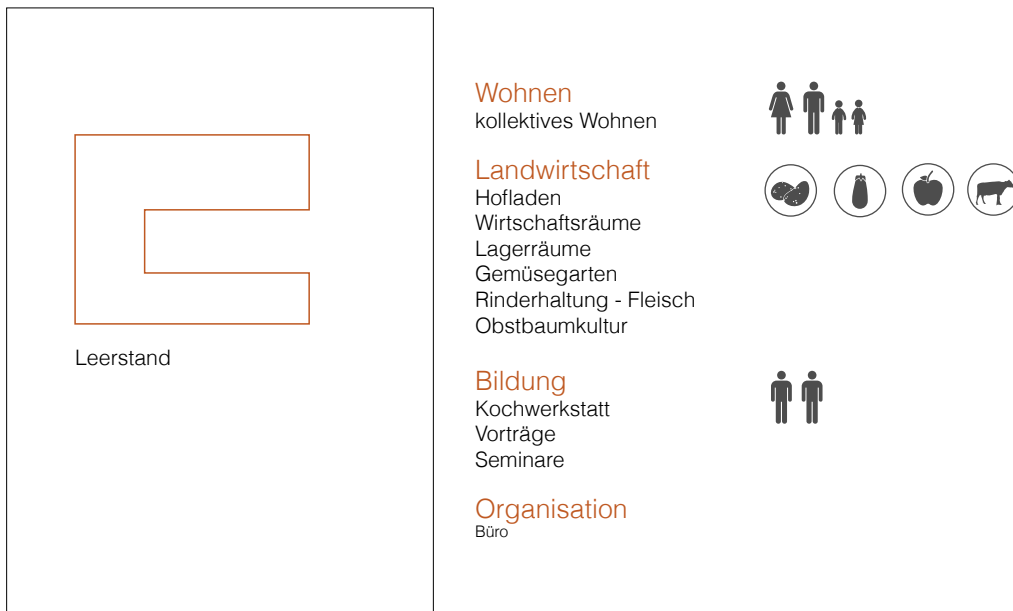 Leerstand
Wohnen
kollektives Wohnen
Landwirtschaft
Hofladen
Wirtschaftsräume
Lagerräume
Gemüsegarten
Rinderhaltung - Fleisch
Obstbaumkultur
Bildung
Kochwerkstatt
Vorträge
Seminare
Organisation
Büro